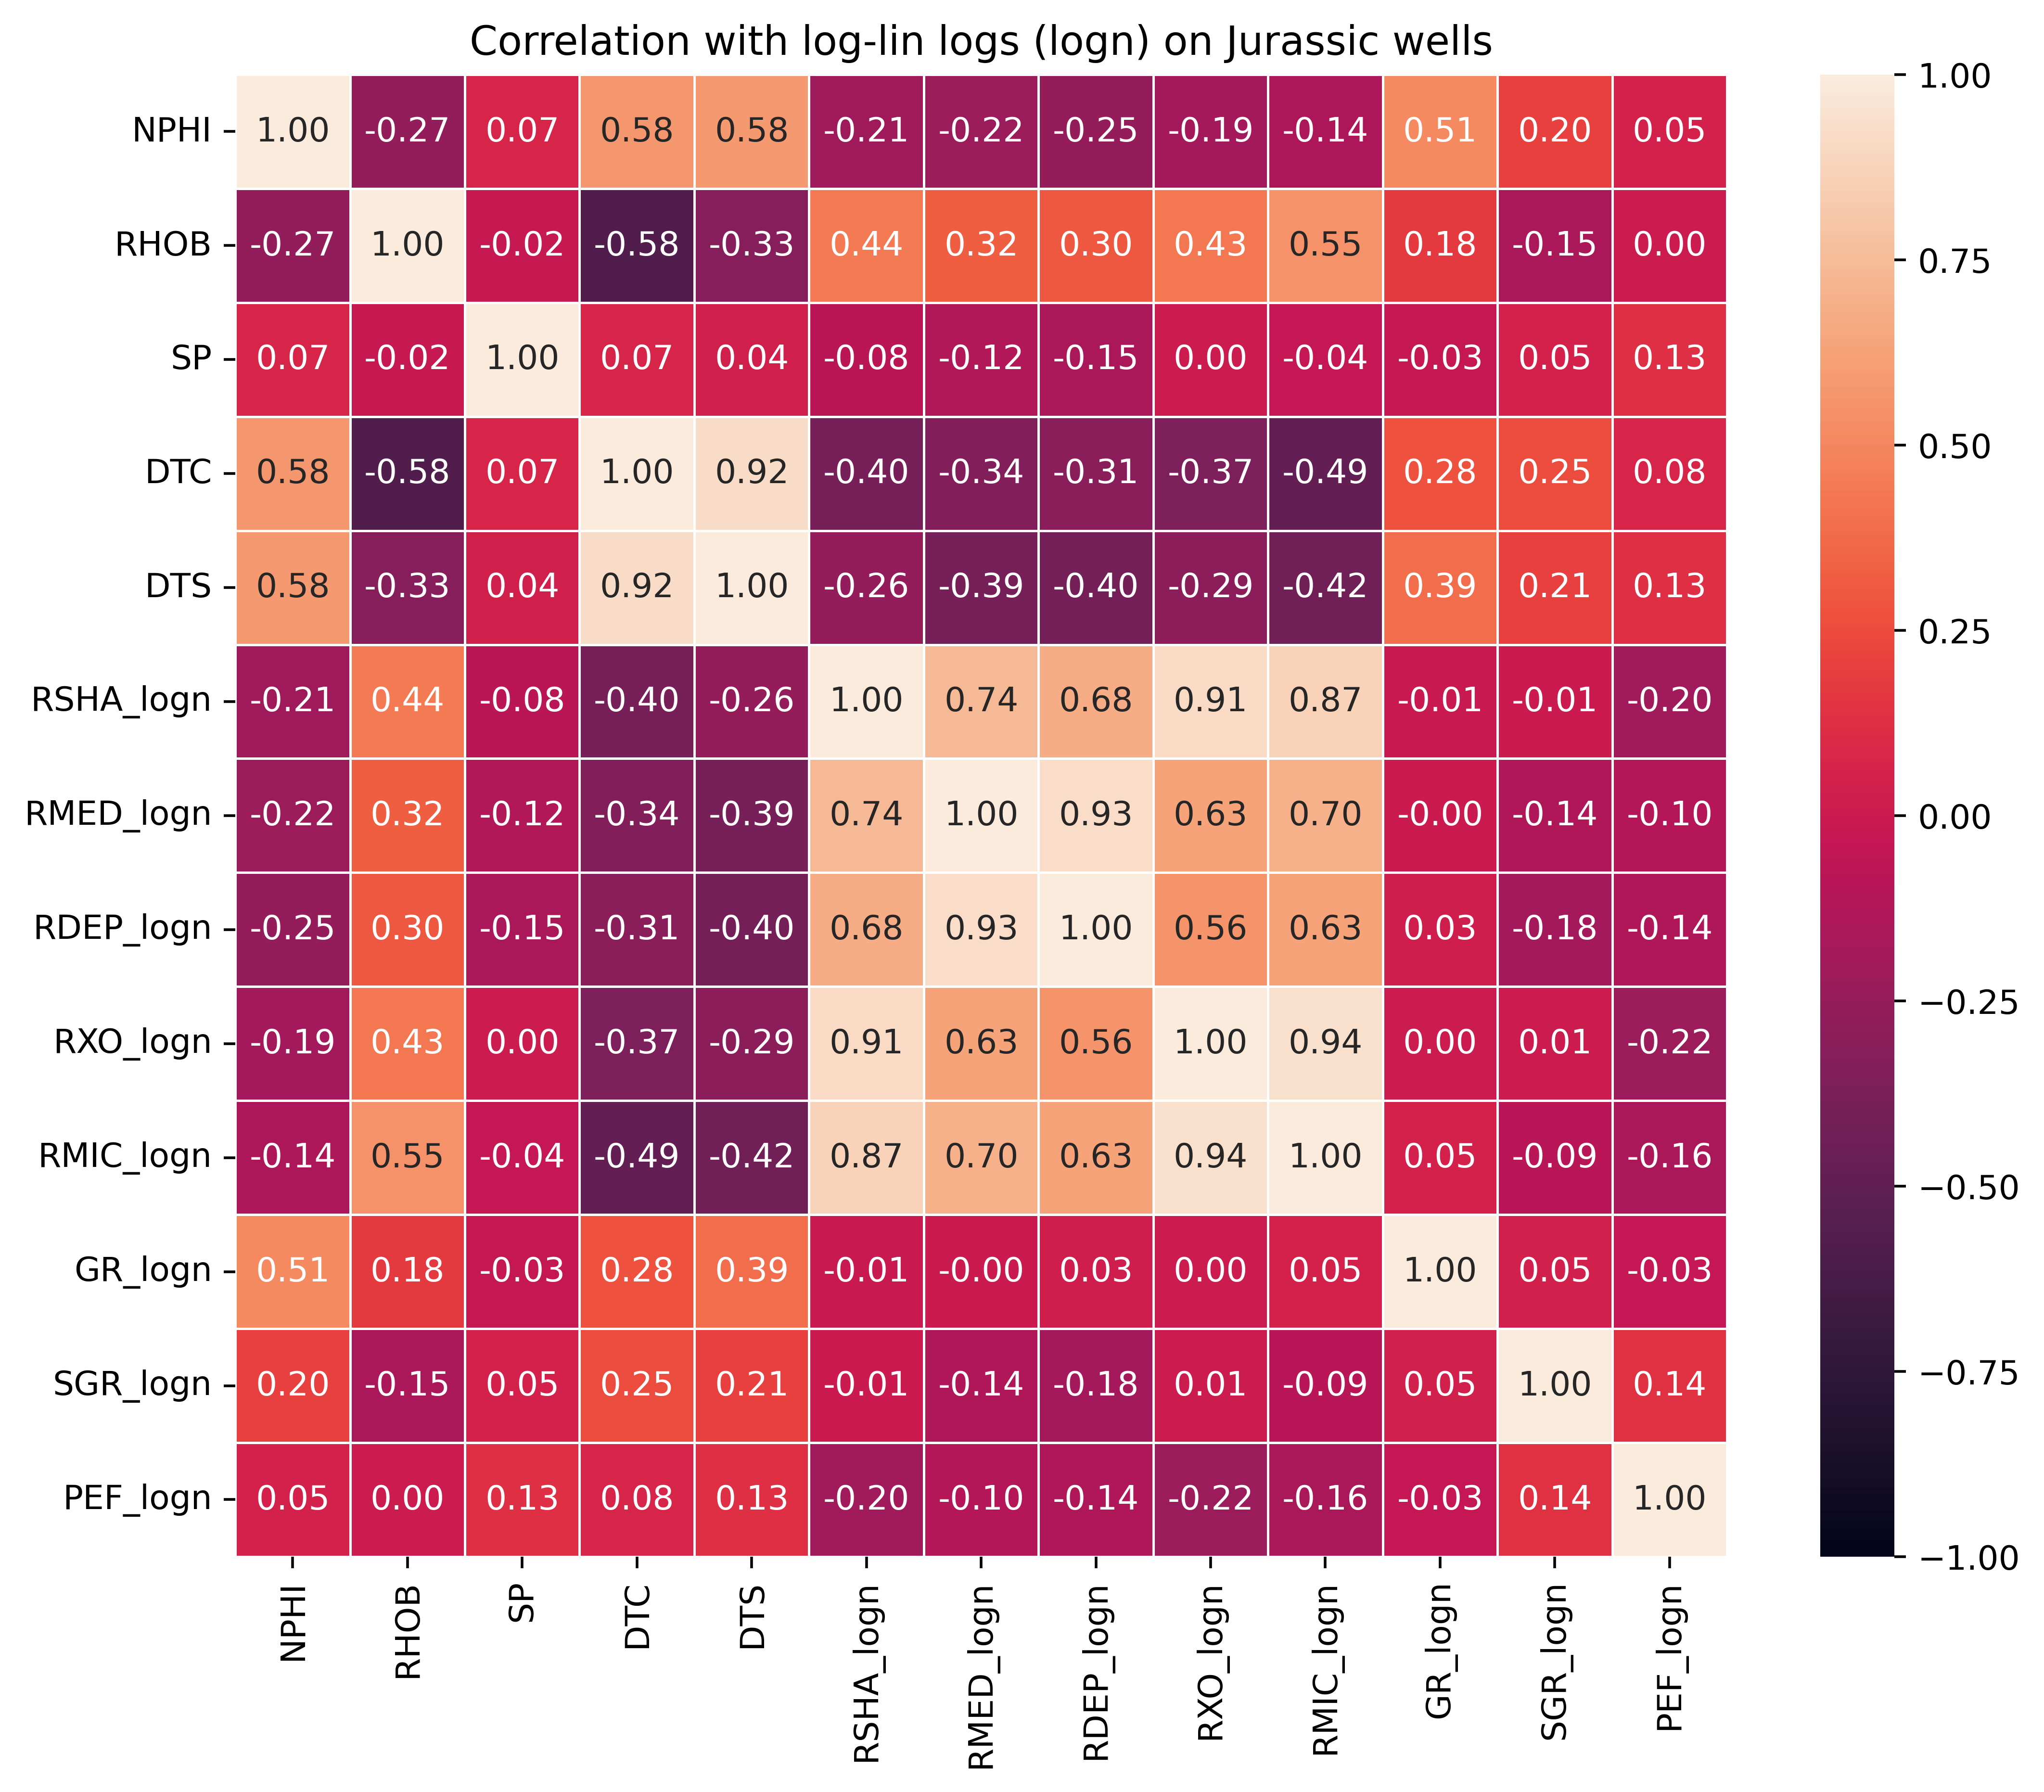 Correlation with log-lin logs (logn) on Jurassic wells
NPHI 1.00 -0.27 0.07 0.58 0.58 -0.21 -0.22 -0.25 -0.19 -0.14 0.51 0.20 0.05
RHOB -0.27 1.00 -0.02 -0.58 -0.33 0.44 0.32 0.30 0.43 0.55 0.18 -0.15 0.00
SP 0.07 -0.02 1.00 0.07 0.04 -0.08 -0.12 -0.15 0.00 -0.04 -0.03 0.05 0.13
DTC 0.58 -0.58 0.07 1.00 0.92 -0.40 -0.34 -0.31 -0.37 -0.49 0.28 0.25 0.08
DTS 0.58 -0.33 0.04 0.92 1.00 -0.26 -0.39 -0.40 -0.29 -0.42 0.39 0.21 0.13
RSHA_logn -0.21 0.44 -0.08 -0.40 -0.26 1.00 0.74 0.68 0.91 0.87 -0.01 -0.01 -0.20
RMED_logn -0.22 0.32 -0.12 -0.34 -0.39 0.74 1.00 0.93 0.63 0.70 -0.00 -0.14 -0.10
RDEP_logn -0.25 0.30 -0.15 -0.31 -0.40 0.68 0.93 1.00 0.56 0.63 0.03 -0.18 -0.14
RXO_logn -0.19 0.43 0.00 -0.37 -0.29 0.91 0.63 0.56 1.00 0.94 0.00 0.01 -0.22
RMIC_logn -0.14 0.55 -0.04 -0.49 -0.42 0.87 0.70 0.63 0.94 1.00 0.05 -0.09 -0.16
GR_logn 0.51 0.18 -0.03 0.28 0.39 -0.01 -0.00 0.03 0.00 0.05 1.00 0.05 -0.03
SGR_logn 0.20 -0.15 0.05 0.25 0.21 -0.01 -0.14 -0.18 0.01 -0.09 0.05 1.00 0.14
PEF_logn 0.05 0.00 0.13 0.08 0.13 -0.20 -0.10 -0.14 -0.22 -0.16 -0.03 0.14 1.00
NPHI RHOB SP DTC DTS RSHA_logn RMED_logn RDEP_logn RXO_logn RMIC_logn GR_logn SGR_logn PEF_logn
1.00
0.75
0.50
0.25
0.00
−0.25
−0.50
−0.75
−1.00